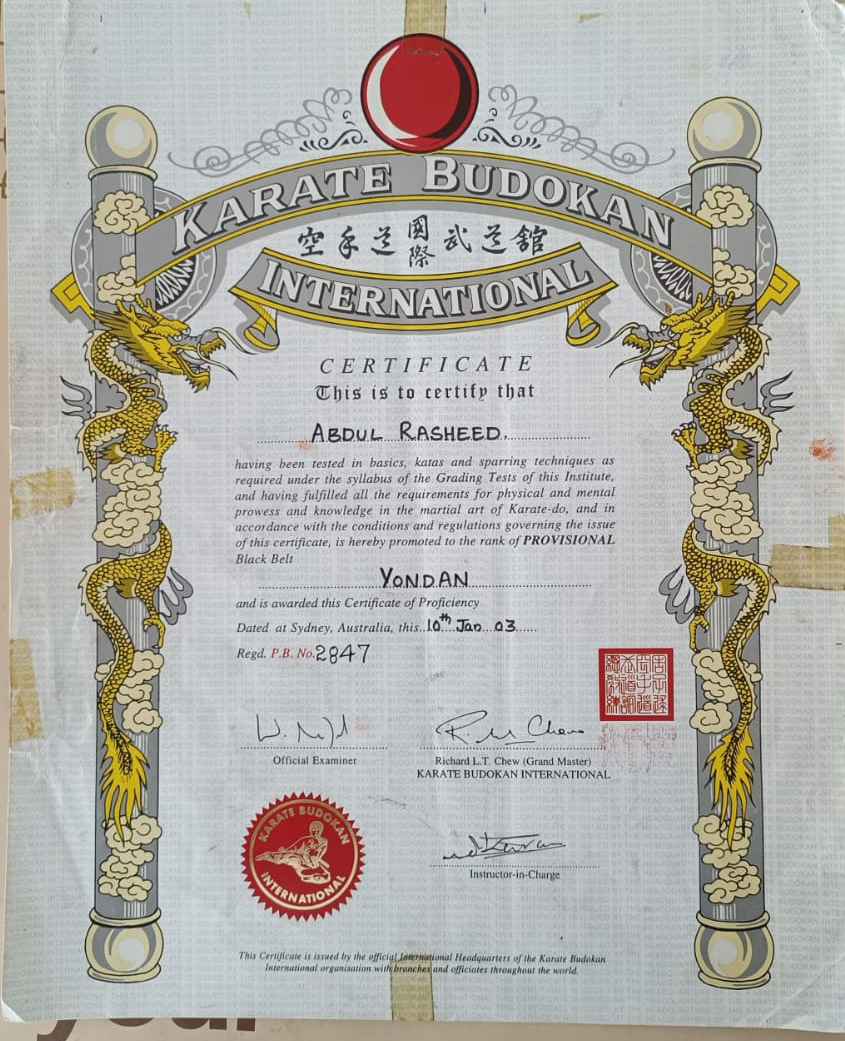 KARATE BUDOKAN
空手道 國際 武道館
INTERNATIONAL
CERTIFICATE
This is to certify that
ABDUL RASHEED.
having been tested in basics, katas and sparring techniques as
required under the syllabus of the Grading Tests of this Institute,
and having fulfilled all the requirements for physical and mental
prowess and knowledge in the martial art of Karate-do, and in
accordance with the conditions and regulations governing the issue
of this certificate, is hereby promoted to the rank of PROVISIONAL
Black Belt
YONDAN
and is awarded this Certificate of Proficiency
Dated at Sydney, Australia, this 10th Jan 03
Regd. P.B. No. 2847
Official Examiner
Richard L.T. Chew (Grand Master)
KARATE BUDOKAN INTERNATIONAL
KARATE BUDOKAN
INTERNATIONAL
Instructor-in-Charge
This Certificate is issued by the official International Headquarters of the Karate Budokan
International organisation with branches and officiates throughout the world.
your